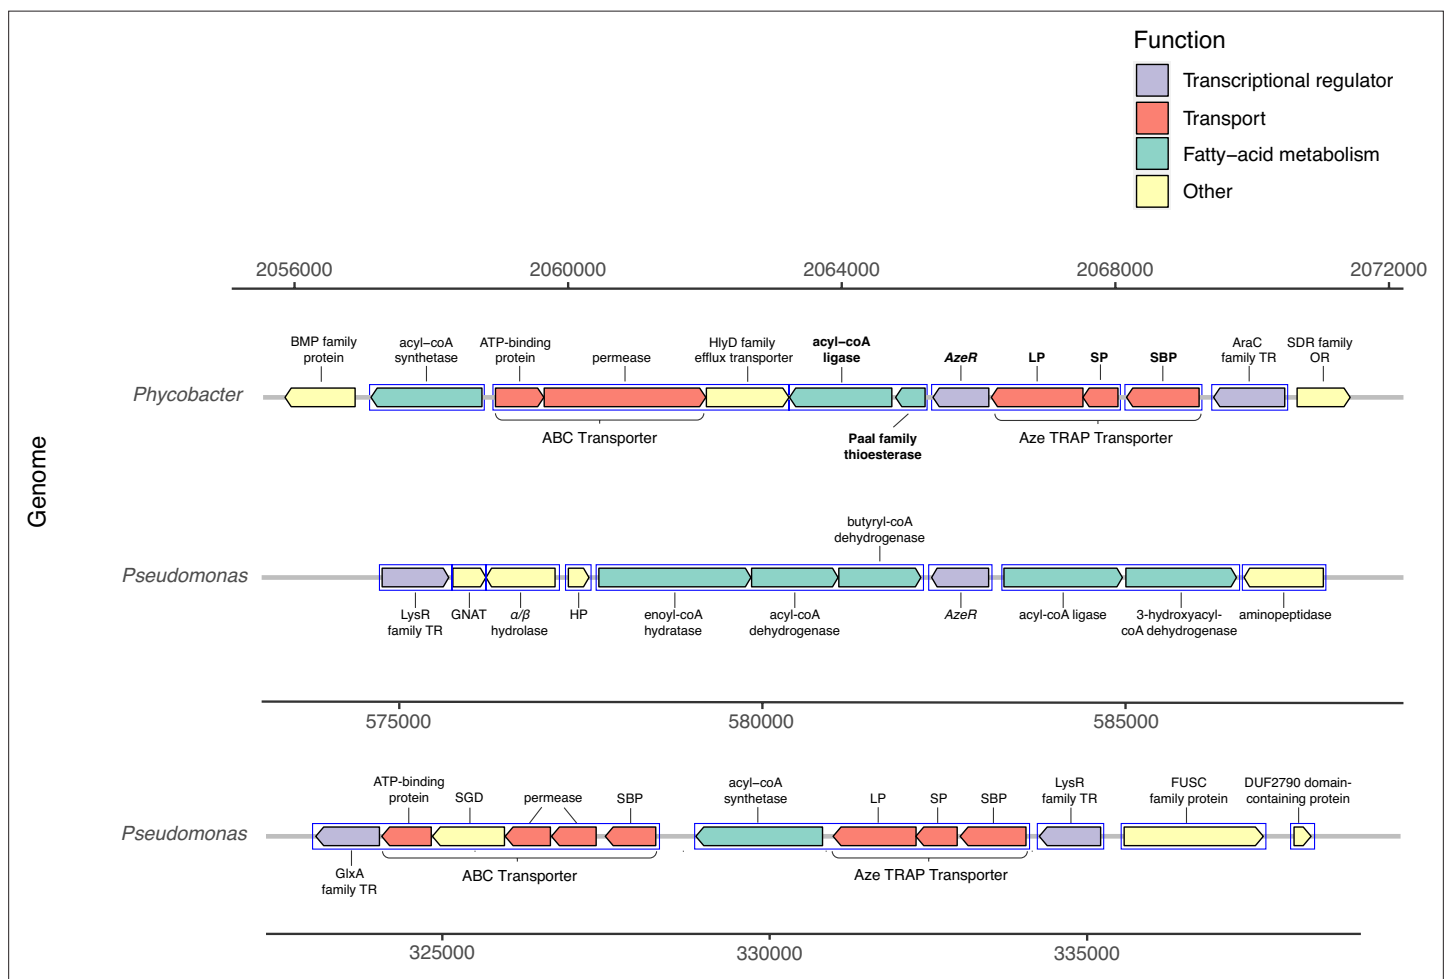 Function
Transcriptional regulator
Transport
Fatty−acid metabolism
Other
2056000 2060000 2064000 2068000 2072000
BMP family
protein
acyl−coA
synthetase
ATP-binding
protein
permease
HlyD family
efflux transporter
acyl−coA
ligase
AzeR
LP
SP
SBP
AraC
family TR
SDR family
OR
Phycobacter
ABC Transporter
PaaI family
thioesterase
Aze TRAP Transporter
Genome
butyryl-coA
dehydrogenase
Pseudomonas
LysR
family TR
GNAT
α/β
hydrolase
HP
enoyl-coA
hydratase
acyl-coA
dehydrogenase
AzeR
acyl-coA ligase
3-hydroxyacyl-
coA dehydrogenase
aminopeptidase
575000 580000 585000
ATP-binding
protein
SGD
permease
SBP
acyl−coA
synthetase
LP
SP
SBP
LysR
family TR
FUSC
family protein
DUF2790 domain-
containing protein
Pseudomonas
GlxA
family TR
ABC Transporter
Aze TRAP Transporter
325000 330000 335000